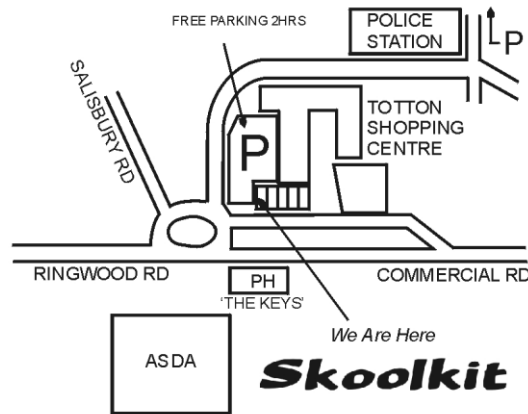 FREE PARKING 2HRS
POLICE
STATION
P
SALISBURY RD
P
TOTTON
SHOPPING
CENTRE
RINGWOOD RD
PH
COMMERCIAL RD
'THE KEYS'
We Are Here
ASDA
Skoolkit